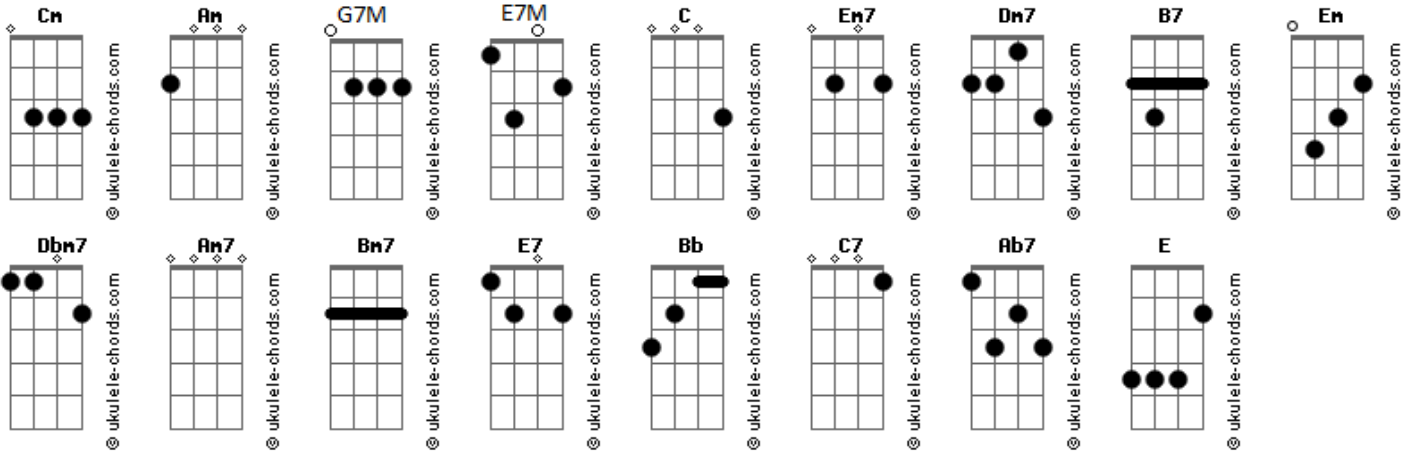 Cm Am G7M E7M C Em7 Dm7 B7 Em
© ukulele-chords.com © ukulele-chords.com © ukulele-chords.com © ukulele-chords.com © ukulele-chords.com © ukulele-chords.com © ukulele-chords.com © ukulele-chords.com © ukulele-chords.com
Dbm7 Am7 Bm7 E7 Bb C7 Ab7 E
© ukulele-chords.com © ukulele-chords.com © ukulele-chords.com © ukulele-chords.com © ukulele-chords.com © ukulele-chords.com © ukulele-chords.com © ukulele-chords.com